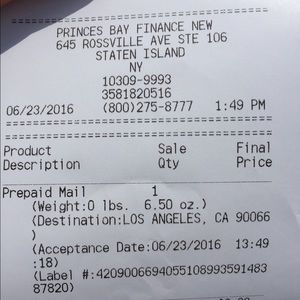 ==============================
PRINCES BAY FINANCE NEW
645 ROSSVILLE AVE STE 106
STATEN ISLAND
NY
10309-9993
3581820516
06/23/2016 (800)275-8777 1:49 PM
==============================
==============================
Product Sale Final
Description Qty Price
------------------------------
Prepaid Mail 1
(Weight:0 lbs. 6.50 oz.)
(Destination:LOS ANGELES, CA 90066
)
(Acceptance Date:06/23/2016 13:49
:18)
(Label #:420900669405510899359148​3
87820)